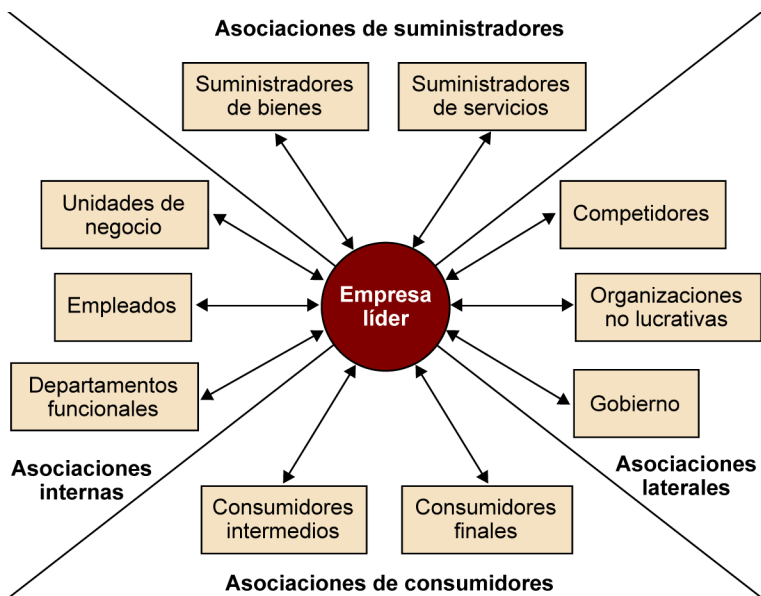 Asociaciones de suministradores
Suministradores
de bienes
Suministradores
de servicios
Unidades de
negocio
Competidores
Empresa
líder
Empleados
Organizaciones
no lucrativas
Departamentos
funcionales
Gobierno
Asociaciones
internas
Asociaciones
laterales
Consumidores
intermedios
Consumidores
finales
Asociaciones de consumidores